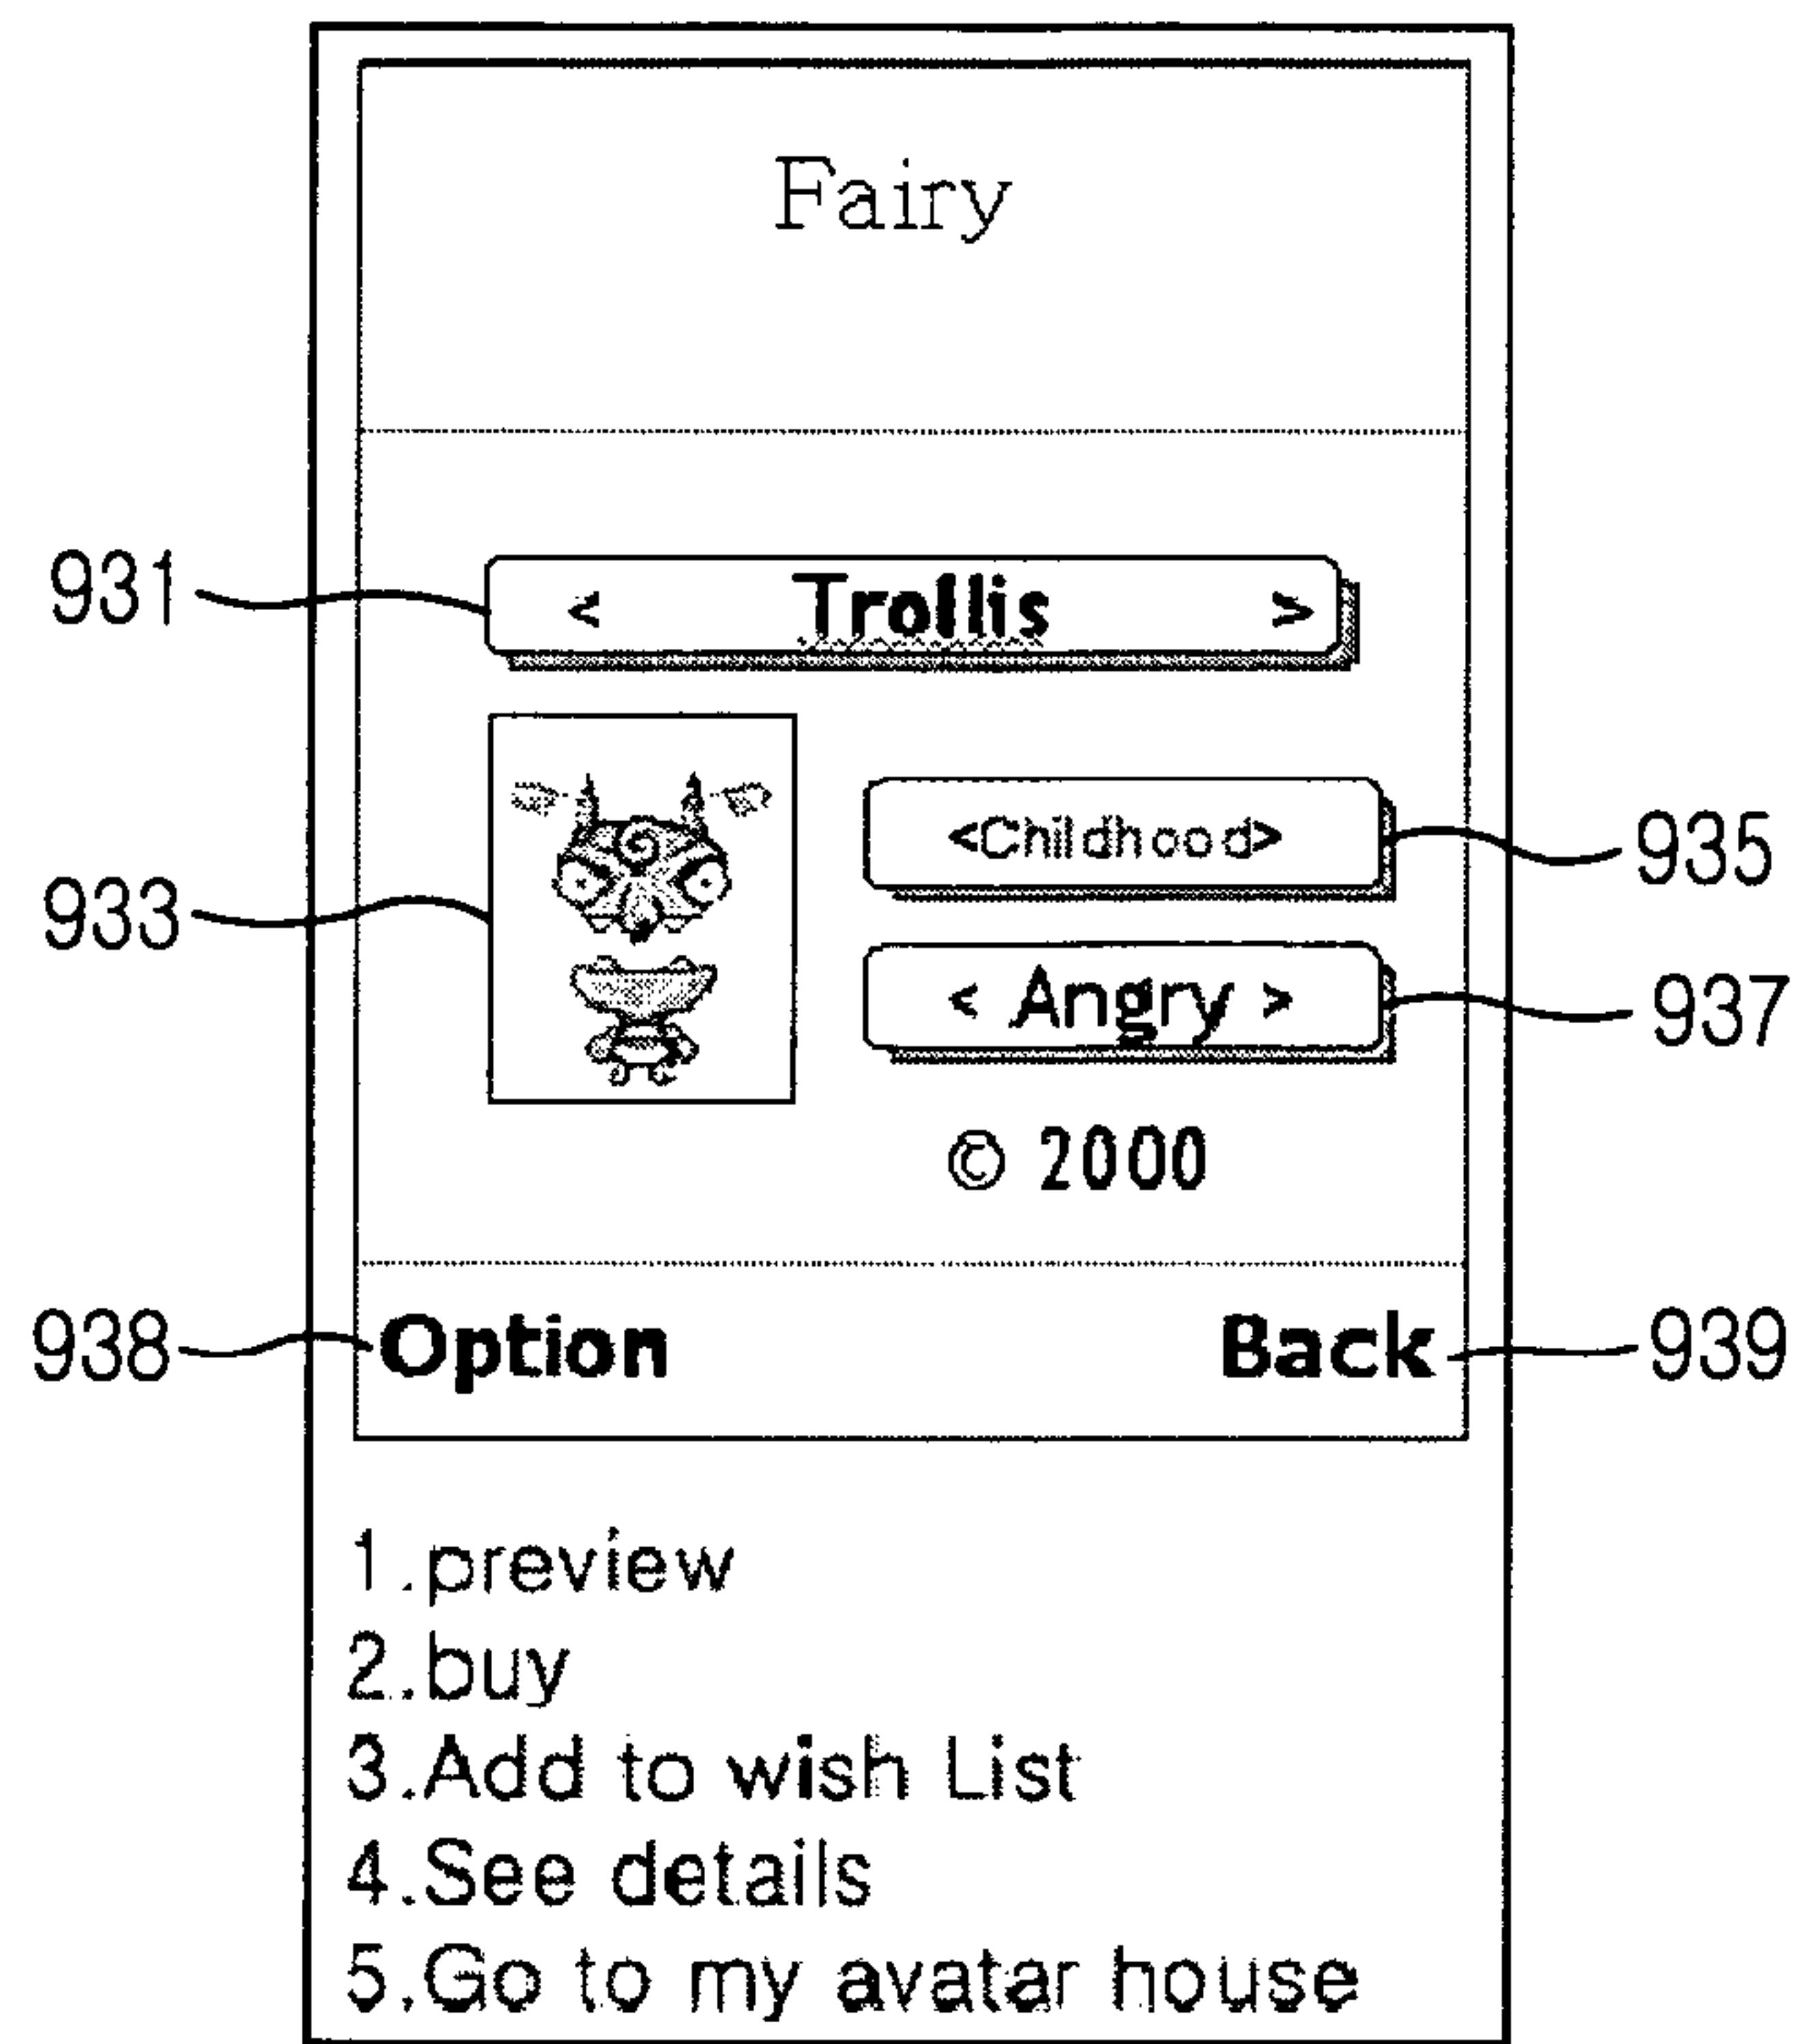 Fairy
931
< Trollis >
933
<Childhood>
935
< Angry >
937
© 2000
938
Option
Back
939
1.preview
2.buy
3.Add to wish List
4.See details
5.Go to my avatar house